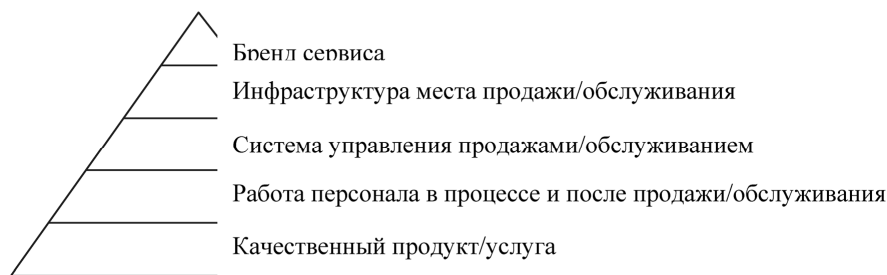 Бренд сервиса
Инфраструктура места продажи/обслуживания
Система управления продажами/обслуживанием
Работа персонала в процессе и после продажи/обслуживания
Качественный продукт/услуга